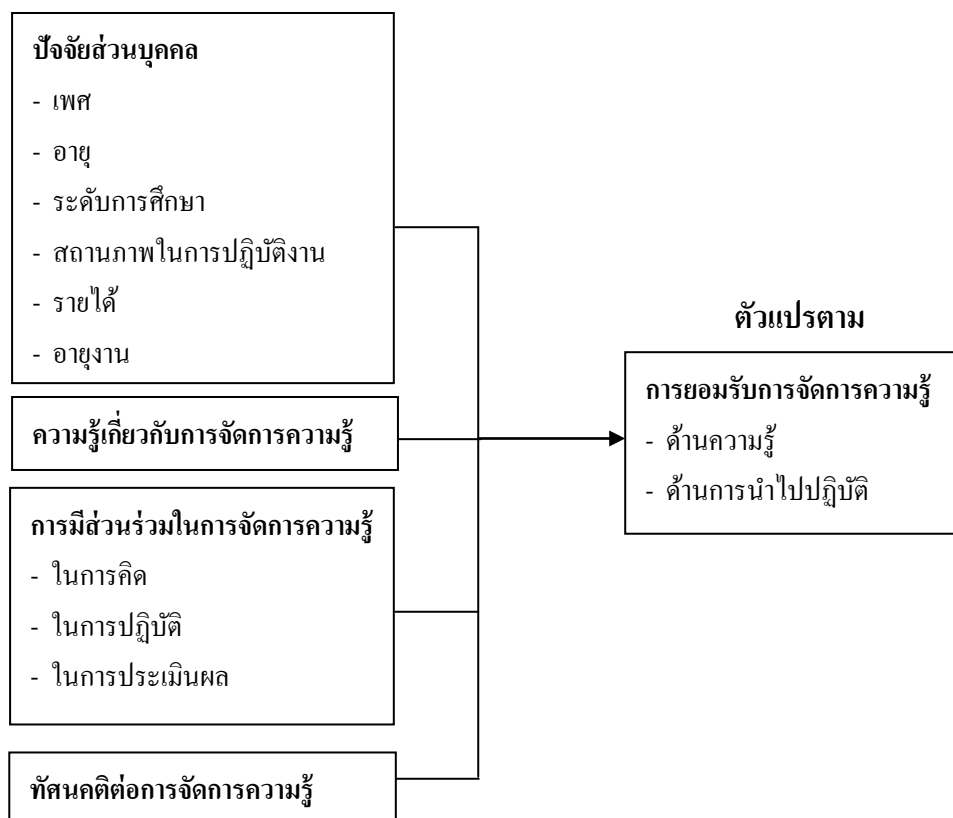 ปัจจัยส่วนบุคคล
- เพศ
- อายุ
- ระดับการศึกษา
- สถานภาพในการปฏิบัติงาน
- รายได้
- อายุงาน
ความรู้เกี่ยวกับการจัดการความรู้
การมีส่วนร่วมในการจัดการความรู้
- ในการคิด
- ในการปฏิบัติ
- ในการประเมินผล
ทัศนคติต่อการจัดการความรู้
ตัวแปรตาม
การยอมรับการจัดการความรู้
- ด้านความรู้
- ด้านการนำไปปฏิบัติ